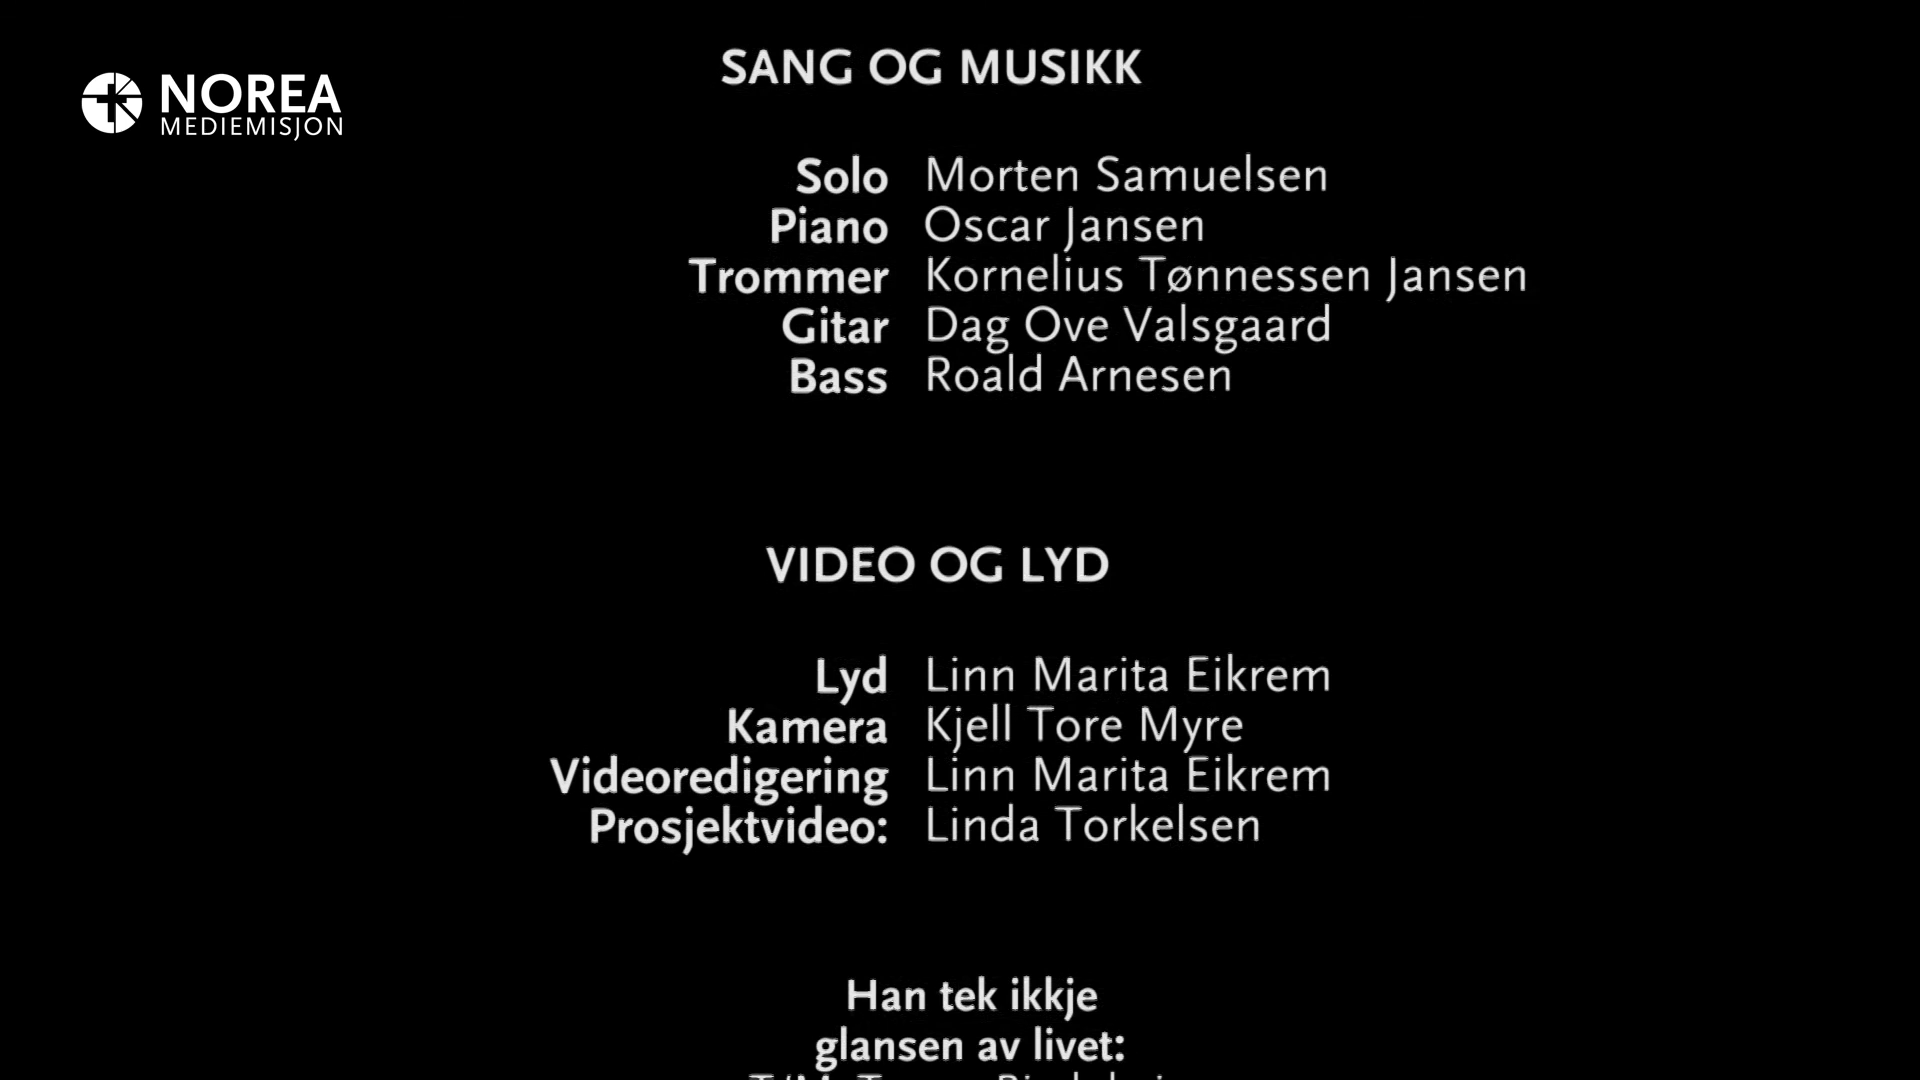 NOREA
MEDIEMISJON
SANG OG MUSIKK
Solo Morten Samuelsen
Piano Oscar Jansen
Trommer Kornelius Tønnessen Jansen
Gitar Dag Ove Valsgaard
Bass Roald Arnesen
VIDEO OG LYD
Lyd Linn Marita Eikrem
Kamera Kjell Tore Myre
Videoredigering Linn Marita Eikrem
Prosjektvideo: Linda Torkelsen
Han tek ikkje
glansen av livet: